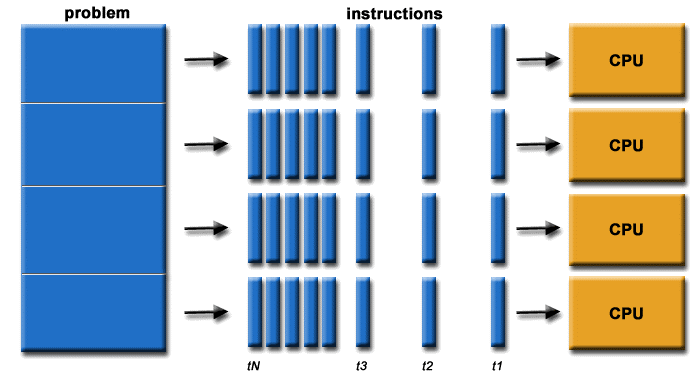 problem
instructions
CPU
CPU
CPU
CPU
tN t3 t2 t1